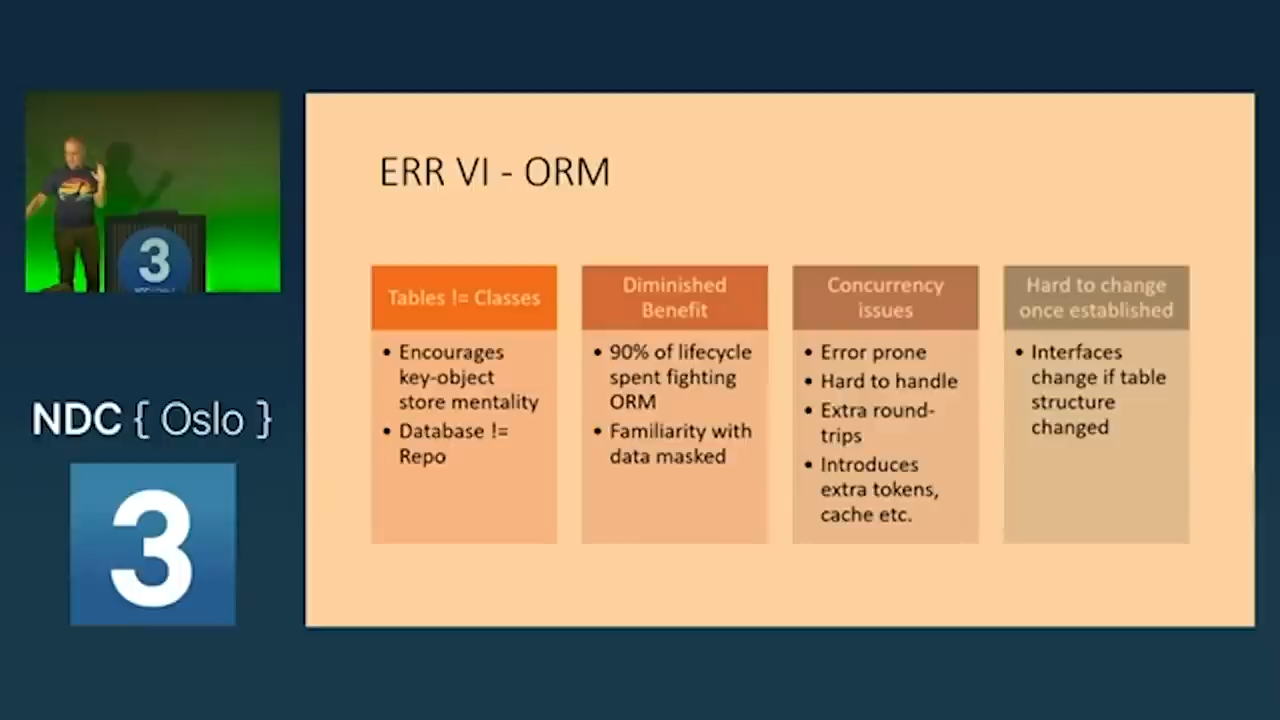 ERR VI - ORM
Tables != Classes
Encourages
key-object
store mentality
Database !=
Repo
Diminished
Benefit
90% of lifecycle
spent fighting
ORM
Familiarity with
data masked
Concurrency
issues
Error prone
Hard to handle
Extra round-
trips
Introduces
extra tokens,
cache etc.
Hard to change
once established
Interfaces
change if table
structure
changed
3
NDC { Oslo }
3